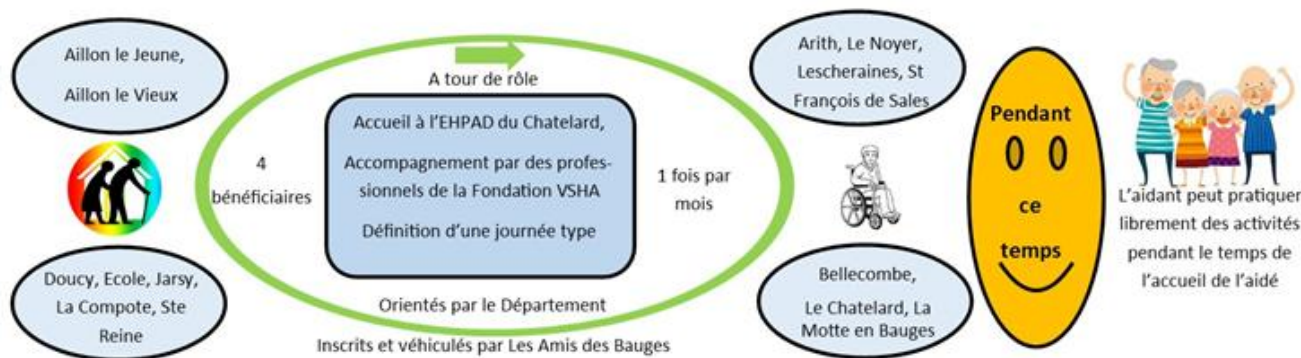 Aillon le Jeune,
Aillon le Vieux
Doucy, Ecole, Jarsy,
La Compote, Ste
Reine
A tour de rôle
4
bénéficiaires
Accueil à l'EHPAD du Chatelard,
Accompagnement par des profes-
sionnels de la Fondation VSHA
Définition d'une journée type
1 fois par
mois
Orientés par le Département
Inscrits et véhiculés par Les Amis des Bauges
Arith, Le Noyer,
Lescheraines, St
François de Sales
Bellecombe,
Le Chatelard, La
Motte en Bauges
Pendant
ce
temps
L'aidant peut pratiquer
librement des activités
pendant le temps de
l'accueil de l'aidé